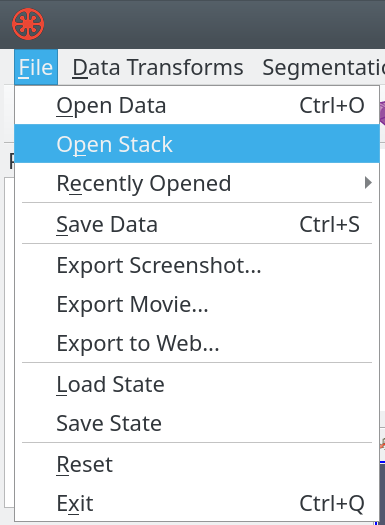 File Data Transforms
Open Data Ctrl+O
Open Stack
Recently Opened
Save Data Ctrl+S
Export Screenshot...
Export Movie...
Export to Web...
Load State
Save State
Reset
Exit Ctrl+Q